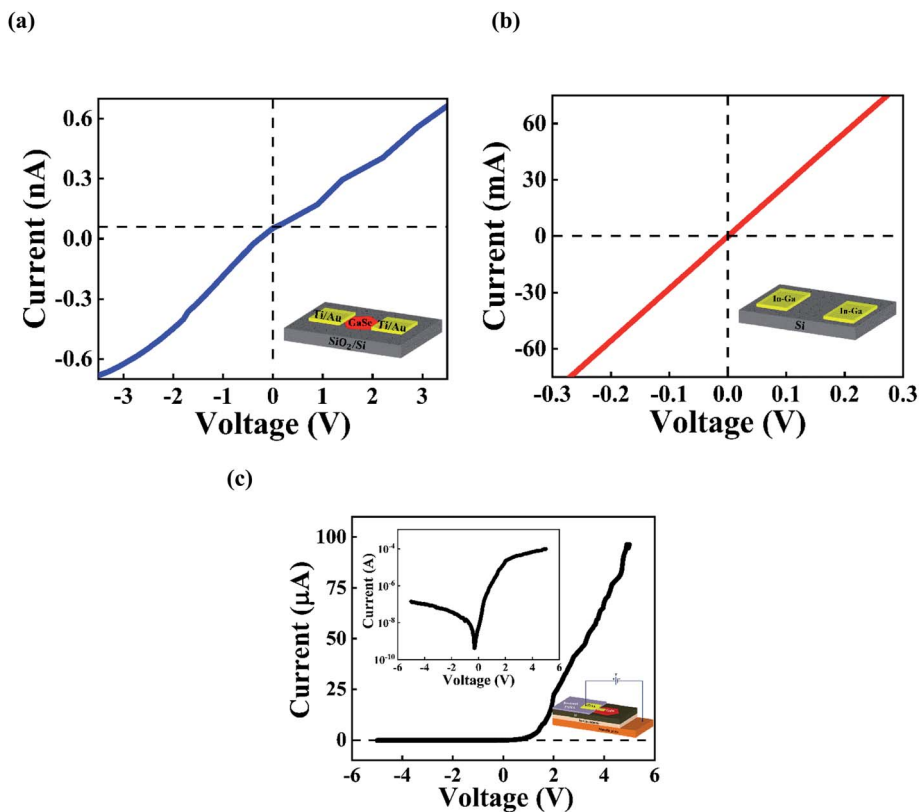 (a)
(b)
0.6
0.3
0.0
-0.3
-0.6
Current (nA)
-3
-2
-1
0
1
2
3
Voltage (V)
Ti/Au
GaSe
Ti/Au
SiO2/Si
60
30
0
-30
-60
Current (mA)
-0.3
-0.2
-0.1
0.0
0.1
0.2
0.3
Voltage (V)
In-Ga
In-Ga
Si
(c)
100
75
50
25
0
Current (μA)
-6
-4
-2
0
2
4
6
Voltage (V)
10-4
10-6
10-8
10-10
Current (A)
-6
-4
-2
0
2
4
6
Voltage (V)